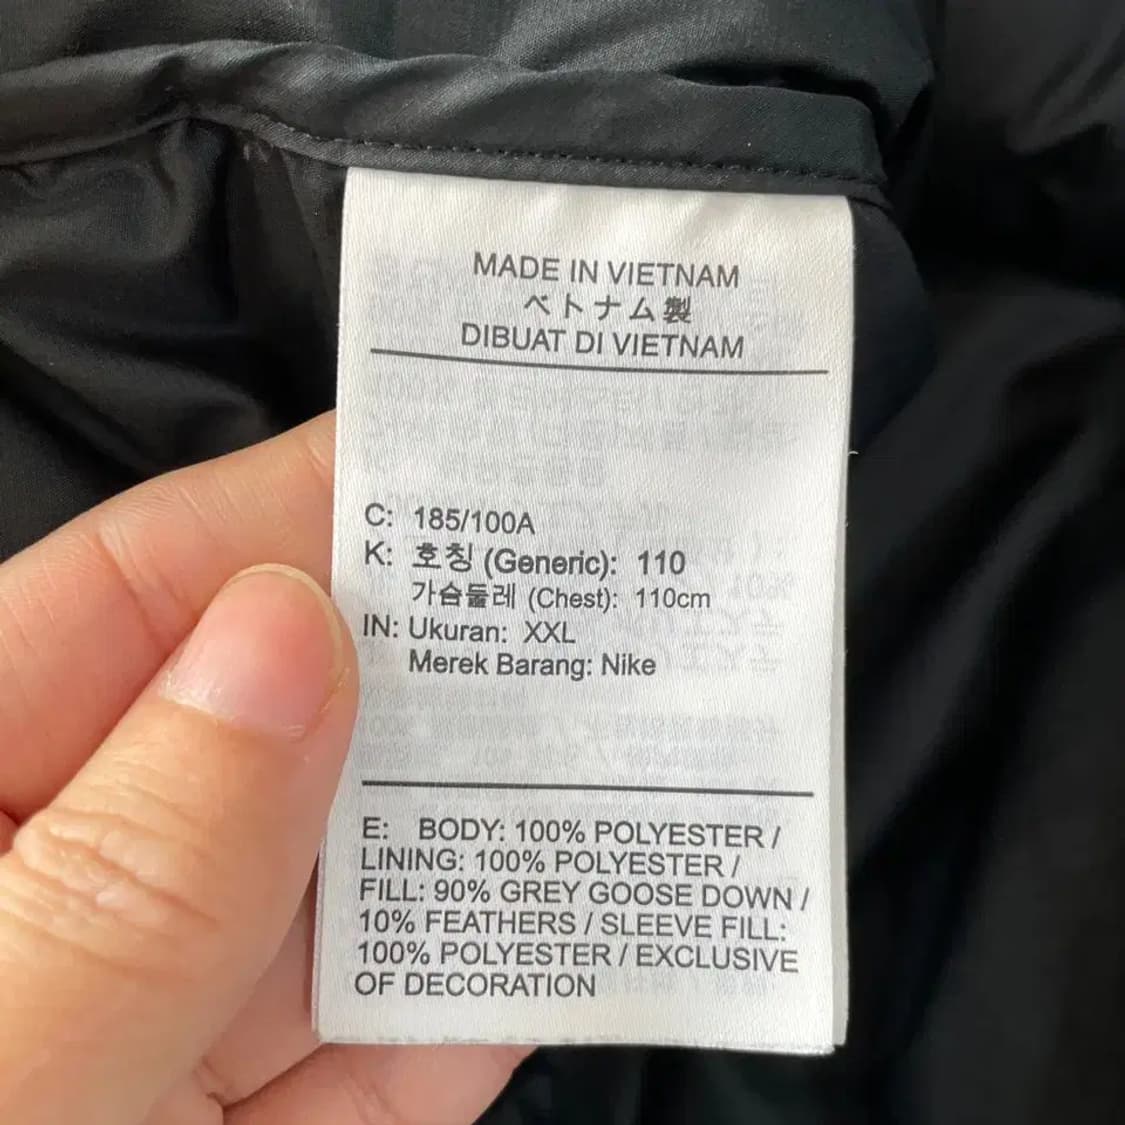 MADE IN VIETNAM
ベトナム製
DIBUAT DI VIETNAM
C: 185/100A
K: 호칭 (Generic): 110
가슴둘레 (Chest): 110cm
IN: Ukuran: XXL
Merek Barang: Nike
E: BODY: 100% POLYESTER /
LINING: 100% POLYESTER /
FILL: 90% GREY GOOSE DOWN /
10% FEATHERS / SLEEVE FILL:
100% POLYESTER / EXCLUSIVE
OF DECORATION